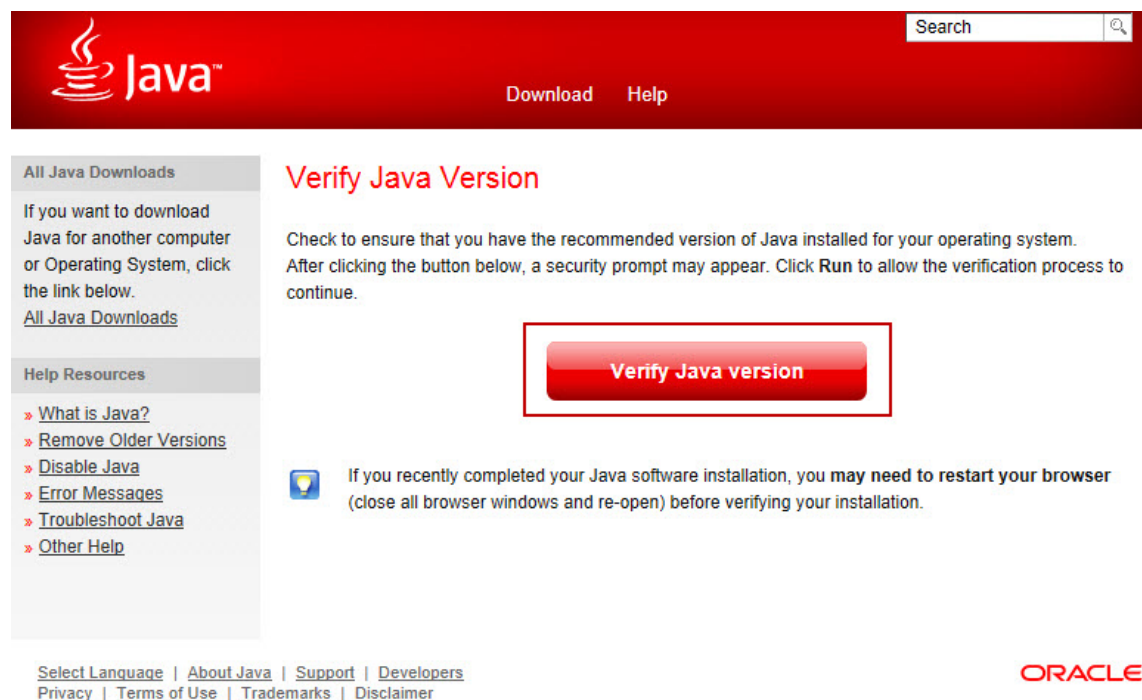 Search
Java™
Download Help
All Java Downloads
If you want to download
Java for another computer
or Operating System, click
the link below.
All Java Downloads
Help Resources
» What is Java?
» Remove Older Versions
» Disable Java
» Error Messages
» Troubleshoot Java
» Other Help
Verify Java Version
Check to ensure that you have the recommended version of Java installed for your operating system.
After clicking the button below, a security prompt may appear. Click Run to allow the verification process to
continue.
Verify Java version
If you recently completed your Java software installation, you may need to restart your browser
(close all browser windows and re-open) before verifying your installation.
Select Language | About Java | Support | Developers
Privacy | Terms of Use | Trademarks | Disclaimer
ORACLE